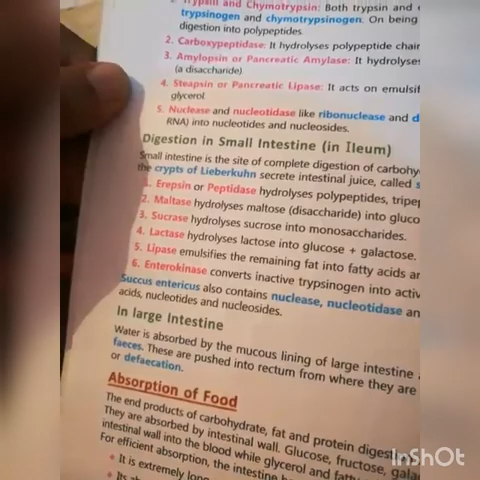 1. Trypsin and Chymotrypsin: Both trypsin and
trypsinogen and chymotrypsinogen. On being
digestion into polypeptides.
2. Carboxypeptidase: It hydrolyses polypeptide chain
3. Amylopsin or Pancreatic Amylase: It hydrolyses
(a disaccharide)
4. Steapsin or Pancreatic Lipase: It acts on emulsif
glycerol
5. Nuclease and nucleotidase like ribonuclease and d
RNA) into nucleotides and nucleosides.
Digestion in Small Intestine (in Ileum)
Small intestine is the site of complete digestion of carbohy
the crypts of Lieberkuhn secrete intestinal juice, called s
1. Erepsin or Peptidase hydrolyses polypeptides, tripep
2. Maltase hydrolyses maltose (disaccharide) into gluco
3. Sucrase hydrolyses sucrose into monosaccharides.
4. Lactase hydrolyses lactose into glucose + galactose.
5. Lipase emulsifies the remaining fat into fatty acids an
6. Enterokinase converts inactive trypsinogen into activ
Succus entericus also contains nuclease, nucleotidase an
acids, nucleotides and nucleosides.
In large Intestine
Water is absorbed by the mucous lining of large intestine
faeces. These are pushed into rectum from where they are
or defaecation.
Absorption of Food
The end products of carbohydrate, fat and protein digesti
They are absorbed by intestinal wall. Glucose, fructose, gala
intestinal wall into the blood while glycerol and fatty
For efficient absorption, the intestine
• It is extremely long
InShOt